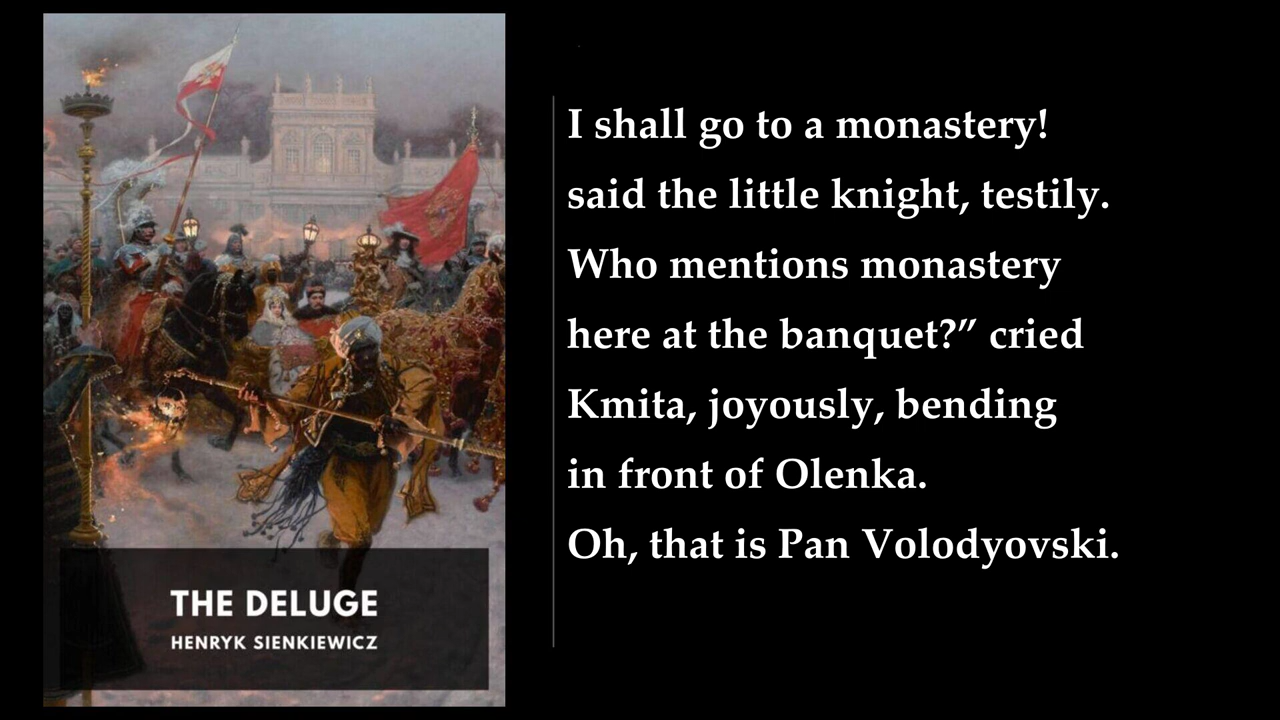 THE DELUGE
HENRYK SIENKIEWICZ
I shall go to a monastery!
said the little knight, testily.
Who mentions monastery
here at the banquet?” cried
Kmita, joyously, bending
in front of Olenka.
Oh, that is Pan Volodyovski.